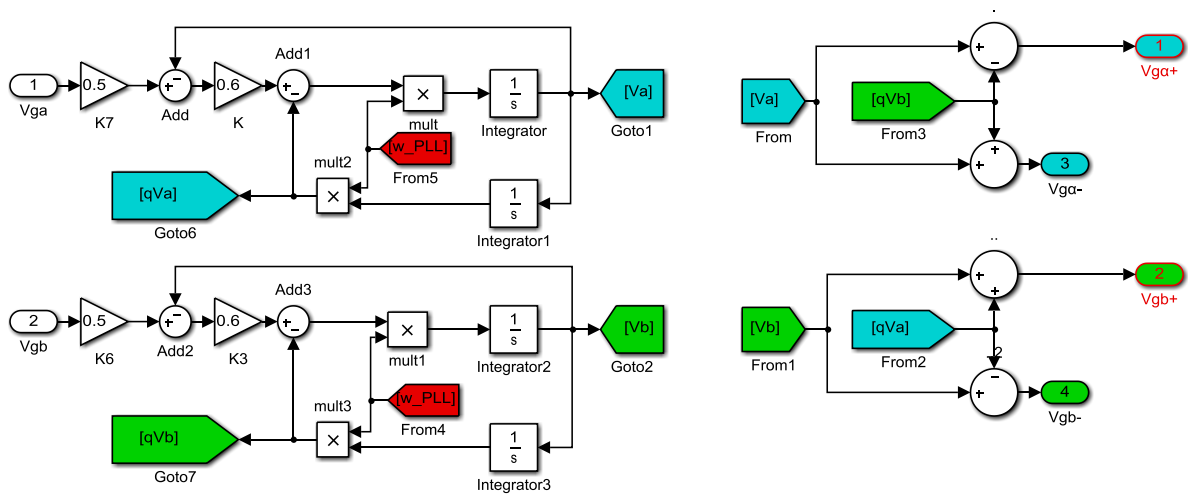 Add1
1
0.5
+
−
0.6
+
−
×
1
s
[Va]
Vga
K7
Add
K
mult
Integrator
Goto1
mult2
[w_PLL]
From5
[qVa]
×
1
s
Goto6
Integrator1
Add3
2
0.5
+
−
0.6
+
−
×
1
s
[Vb]
Vgb
K6
Add2
K3
mult1
Integrator2
Goto2
mult3
[w_PLL]
From4
[qVb]
×
1
s
Goto7
Integrator3
.
+
−
1
Vgα+
[Va]
[qVb]
From
From3
+
+
3
Vgα-
..
+
+
2
Vgb+
[Vb]
[qVa]
From1
From2
2
−
+
4
Vgb-